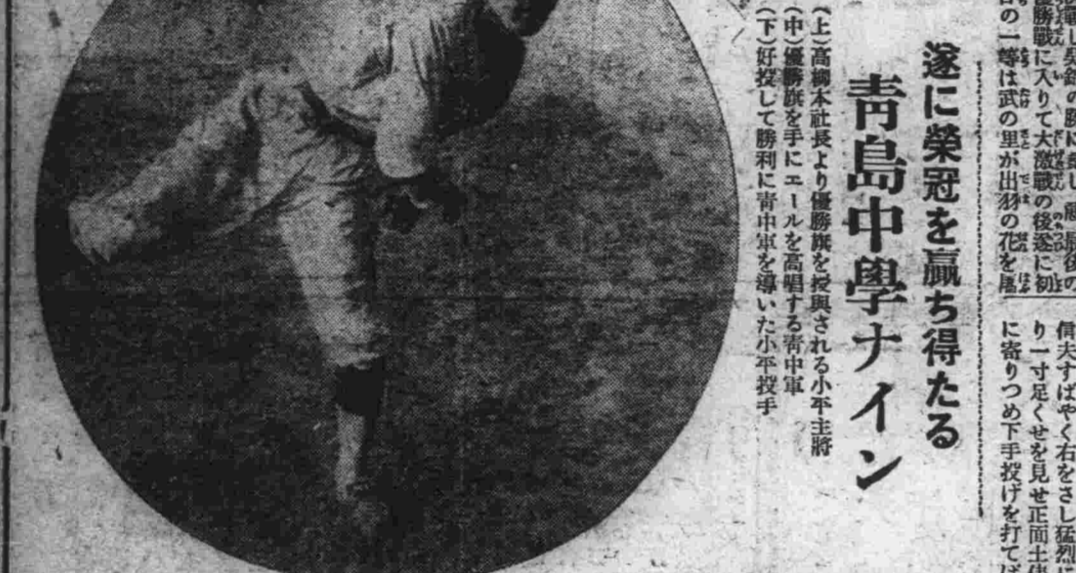 優勝戰に入りて大激戰の後遂に初
の一等は武の里が出羽の花を
信夫すばやく右をさし猛烈に
り一寸足くせを見せ正面土俵
に寄りつめ下手投げを打てば
遂に榮冠を贏ち得たる
靑島中學ナイン
(上)高柳本社長より優勝旗を授與される小平主將
(中)優勝旗を手にエールを高唱する靑中軍
(下)好投して勝利に靑中軍を導いた小平投手